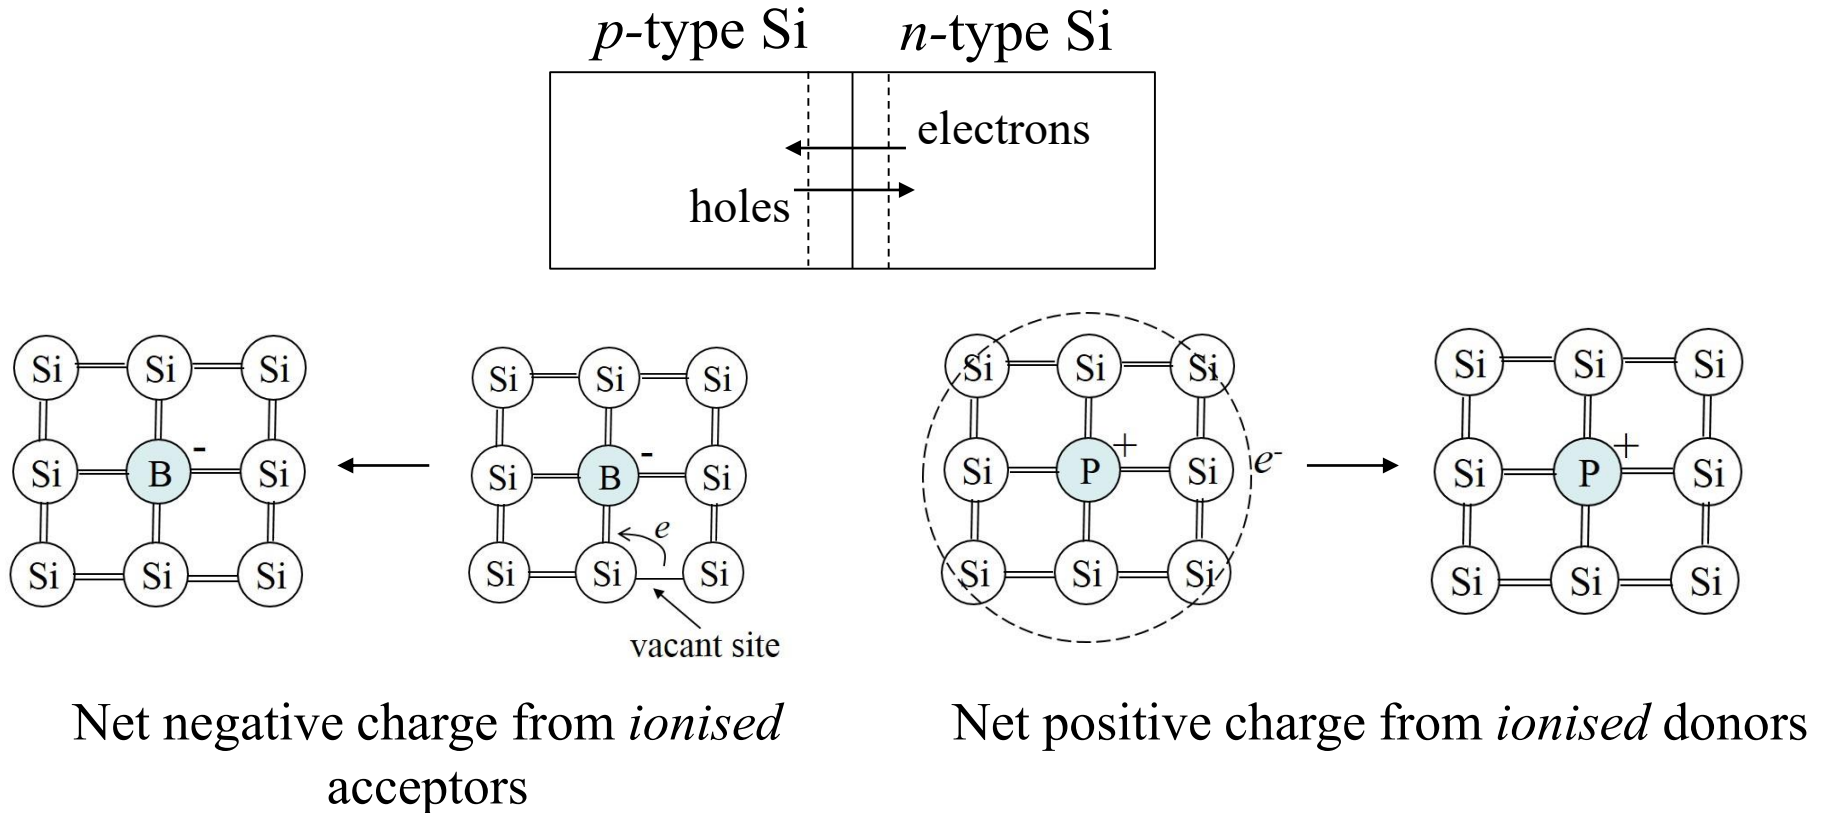 p-type Si n-type Si
electrons
holes
Si Si Si
Si B - Si
Si Si Si
Si Si Si
Si B - Si
e
Si Si Si
vacant site
Si Si Si
Si P + Si e-
Si Si Si
Si Si Si
Si P + Si
Si Si Si
Net negative charge from ionised
acceptors
Net positive charge from ionised donors